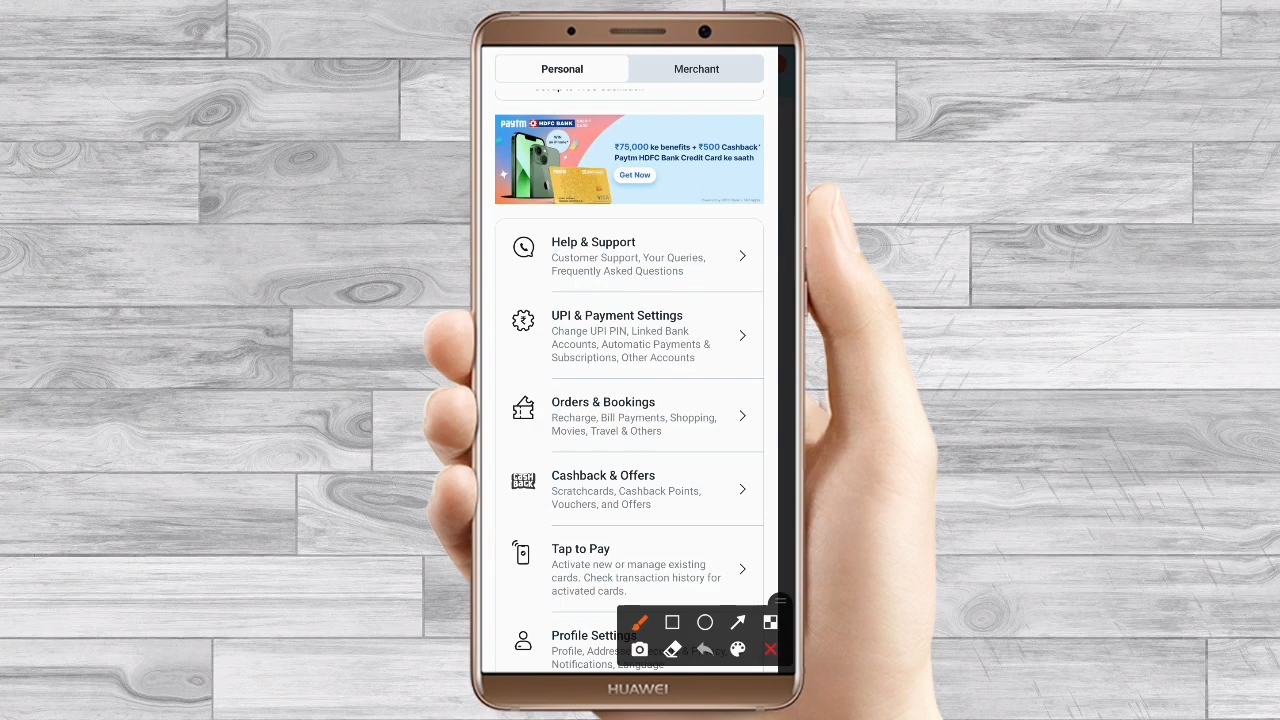 Personal
Merchant
paytm HDFC BANK
WIN
₹75,000 ke benefits + ₹500 Cashback*
Paytm HDFC Bank Credit Card ke saath
Get Now
Help & Support
Customer Support, Your Queries,
Frequently Asked Questions
UPI & Payment Settings
Change UPI PIN, Linked Bank
Accounts, Automatic Payments &
Subscriptions, Other Accounts
Orders & Bookings
Recharge, Bill Payments, Shopping,
Movies, Travel & Others
CASH
BACK
Cashback & Offers
Scratchcards, Cashback Points,
Vouchers, and Offers
Tap to Pay
Activate new or manage existing
cards. Check transaction history for
activated cards.
Profile Settings
Profile,
Notifications, Language
HUAWEI